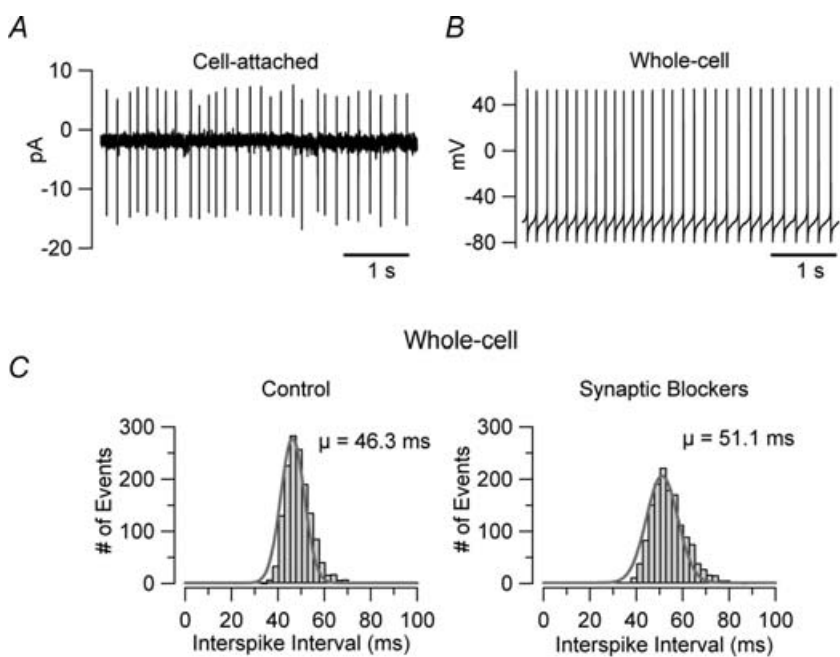 A
Cell-attached
10
0
-10
-20
pA
1 s
B
Whole-cell
40
0
-40
-80
mV
1 s
Whole-cell
C
Control
300
200
100
0
# of Events
μ = 46.3 ms
0 20 40 60 80 100
Interspike Interval (ms)
Synaptic Blockers
300
200
100
0
# of Events
μ = 51.1 ms
0 20 40 60 80 100
Interspike Interval (ms)